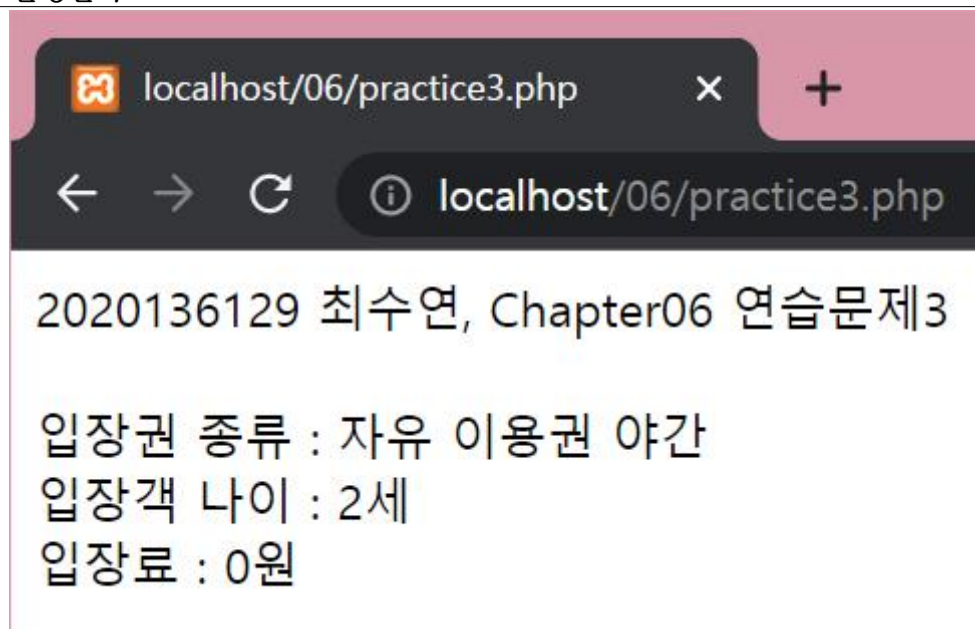 localhost/06/practice3.php
localhost/06/practice3.php
2020136129 최수연, Chapter06 연습문제3
입장권 종류 : 자유 이용권 야간
입장객 나이 : 2세
입장료 : 0원